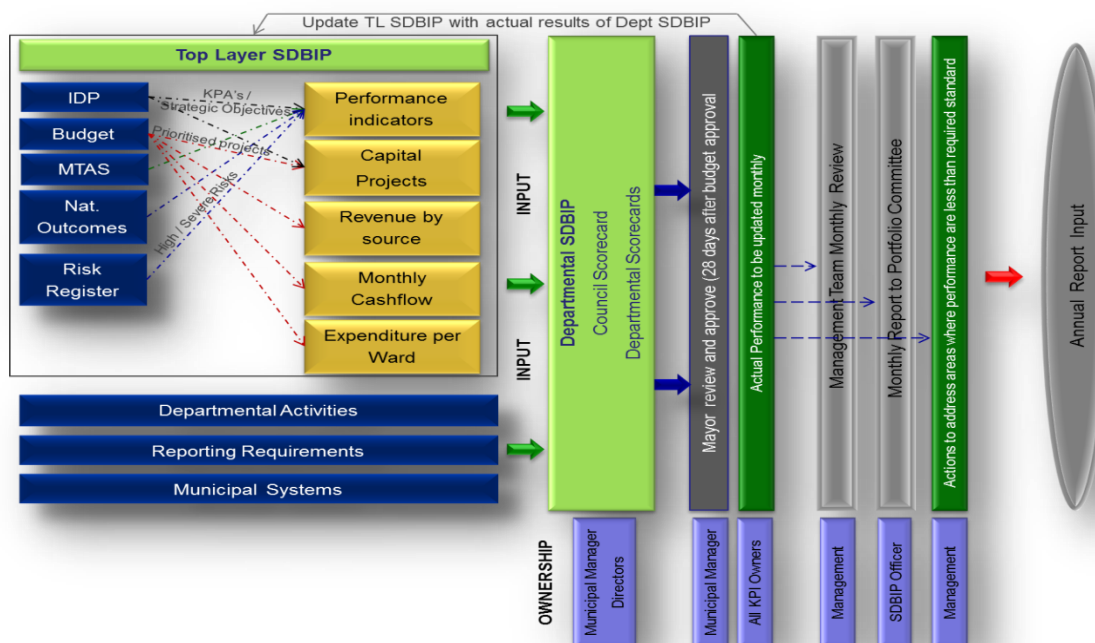 Update TL SDBIP with actual results of Dept SDBIP
Top Layer SDBIP
IDP
Budget
MTAS
Nat.
Outcomes
Risk
Register
KPA's /
Strategic Objectives
Prioritised projects
High / Severe Risks
Performance
indicators
Capital
Projects
Revenue by
source
Monthly
Cashflow
Expenditure per
Ward
Departmental Activities
Reporting Requirements
Municipal Systems
INPUT
INPUT
Departmental SDBIP
Council Scorecard
Departmental Scorecards
Mayor review and approve (28 days after budget approval
Actual Performance to be updated monthly
Management Team Monthly Review
Monthly Report to Portfolio Committee
Actions to address areas where performance are less than required standard
Annual Report Input
OWNERSHIP
Municipal Manager
Directors
Municipal Manager
All KPI Owners
Management
SDBIP Officer
Management